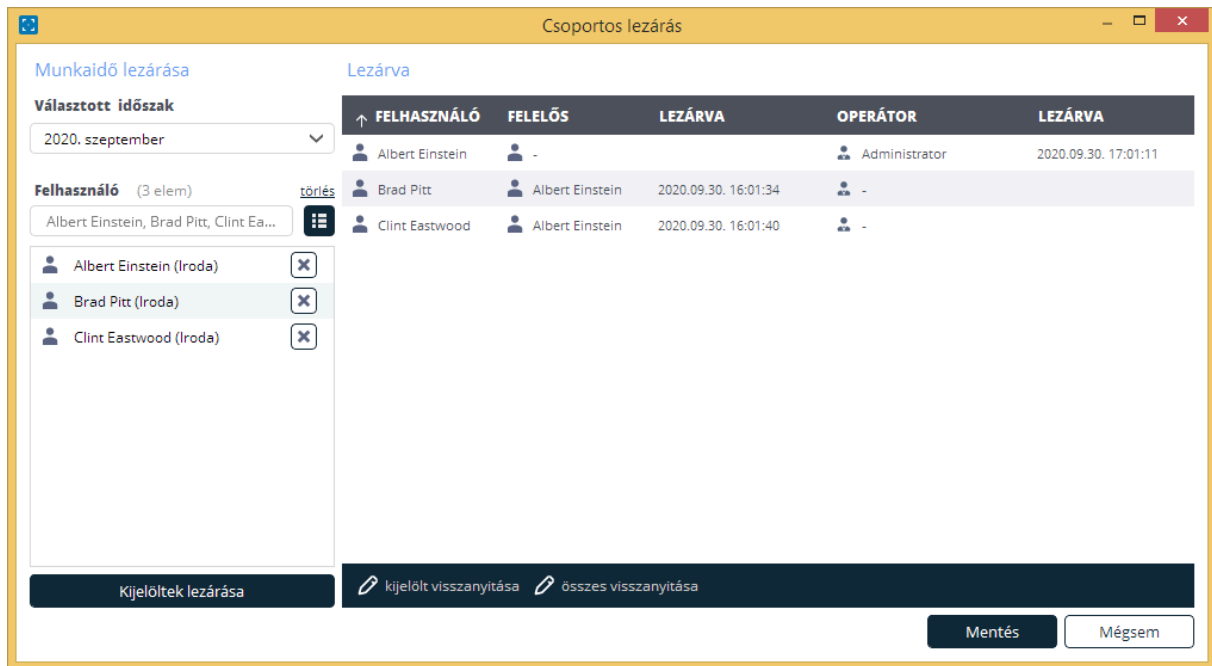 Csoportos lezárás
Munkaidő lezárása
Választott időszak
2020. szeptember
Felhasználó (3 elem) törlés
Albert Einstein, Brad Pitt, Clint Ea...
Albert Einstein (Iroda)
Brad Pitt (Iroda)
Clint Eastwood (Iroda)
Kijelöltek lezárása
Lezárva
FELHASZNÁLÓ FELELŐS LEZÁRVA OPERÁTOR LEZÁRVA
Albert Einstein - Administrator 2020.09.30. 17:01:11
Brad Pitt Albert Einstein 2020.09.30. 16:01:34 -
Clint Eastwood Albert Einstein 2020.09.30. 16:01:40 -
kijelölt visszanyitása összes visszanyitása
Mentés Mégsem